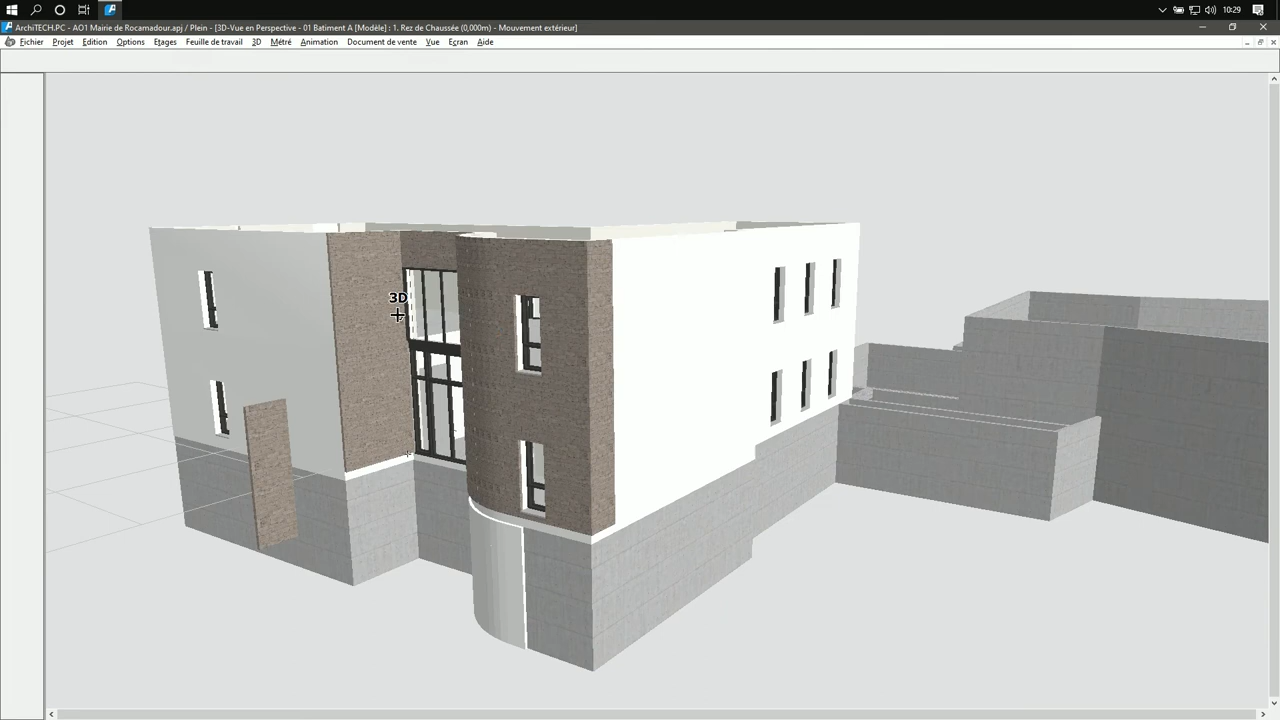 10:29
ArchiTECH.PC - AO1 Mairie de Rocamadour.apj / Plein - [3D-Vue en Perspective - 01 Batiment A [Modèle] : 1. Rez de Chaussée (0,000m) - Mouvement extérieur]
Fichier Projet Edition Options Etages Feuille de travail 3D Métré Animation Document de vente Vue Ecran Aide
3D